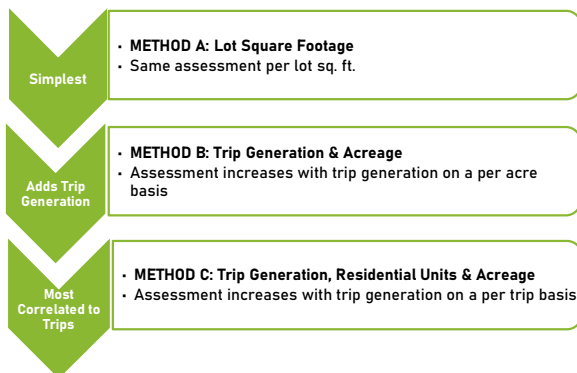 Simplest
· METHOD A: Lot Square Footage
· Same assessment per lot sq. ft.
Adds Trip
Generation
· METHOD B: Trip Generation & Acreage
· Assessment increases with trip generation on a per acre
basis
Most
Correlated to
Trips
· METHOD C: Trip Generation, Residential Units & Acreage
· Assessment increases with trip generation on a per trip basis